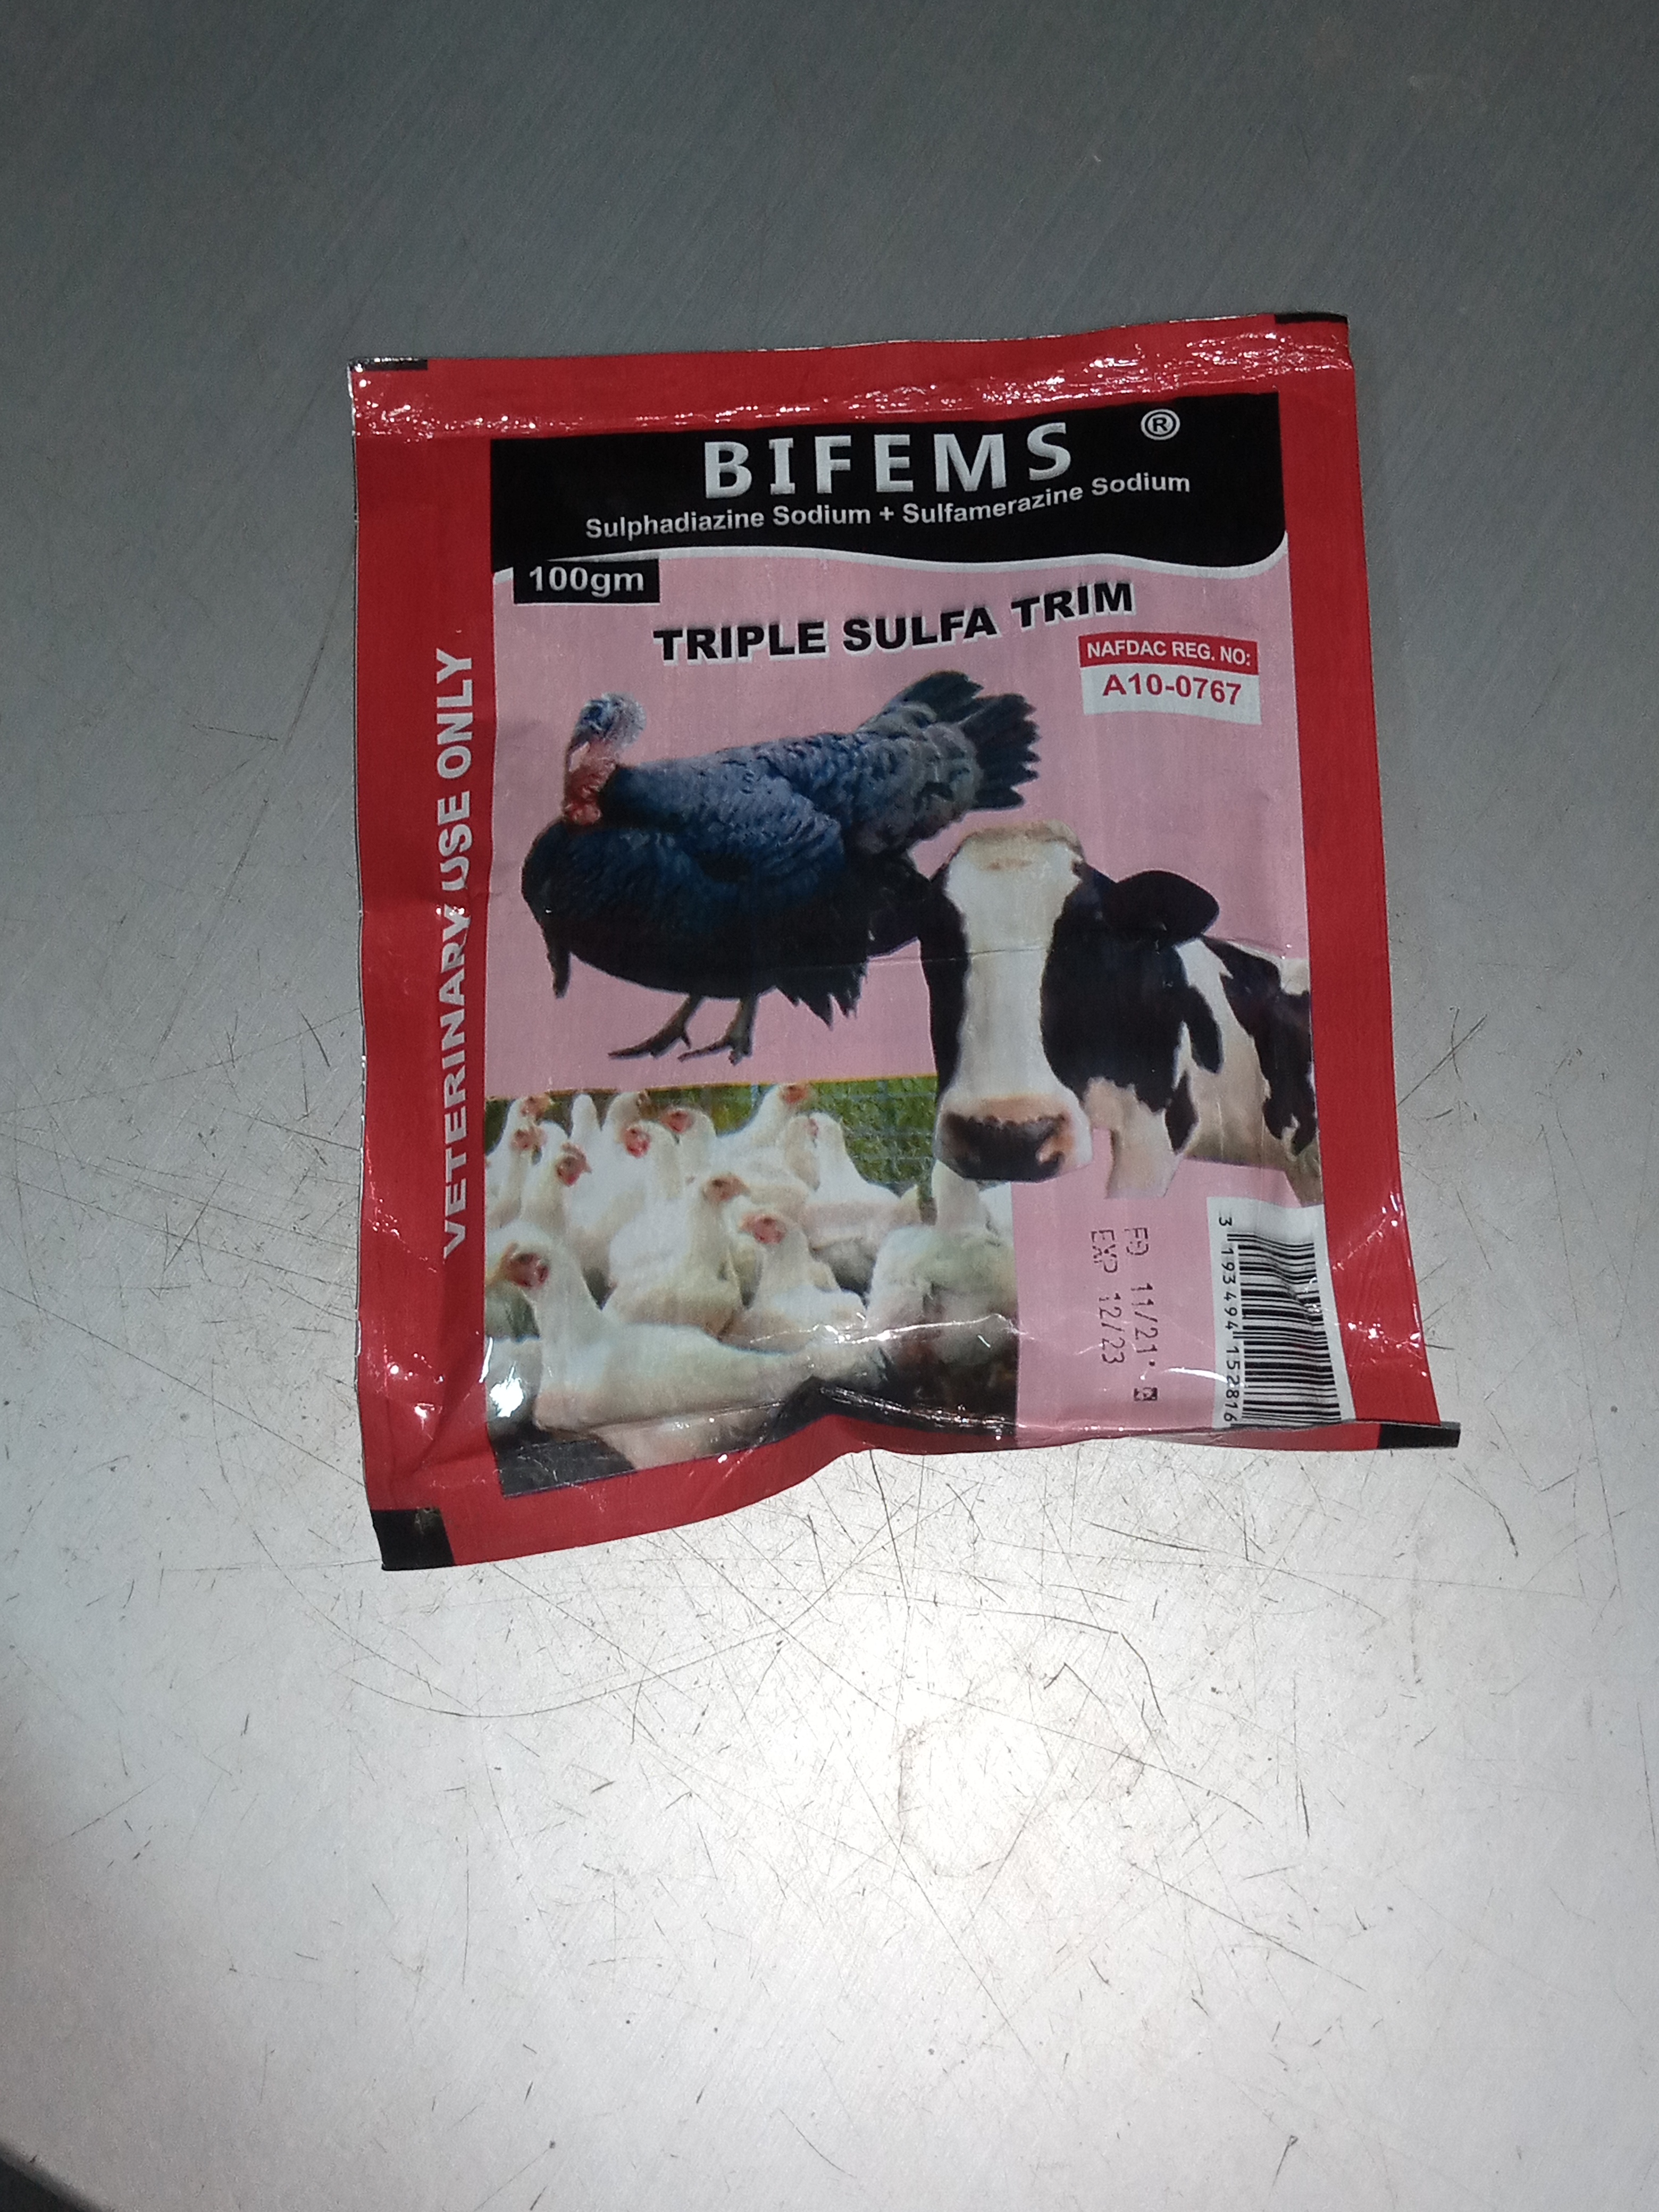 BIFEMS ®
Sulphadiazine Sodium + Sulfamerazine Sodium
100gm
TRIPLE SULFA TRIM
NAFDAC REG. NO:
A10-0767
VETERINARY USE ONLY
11/21
EXP 12/23
3 193494 152816